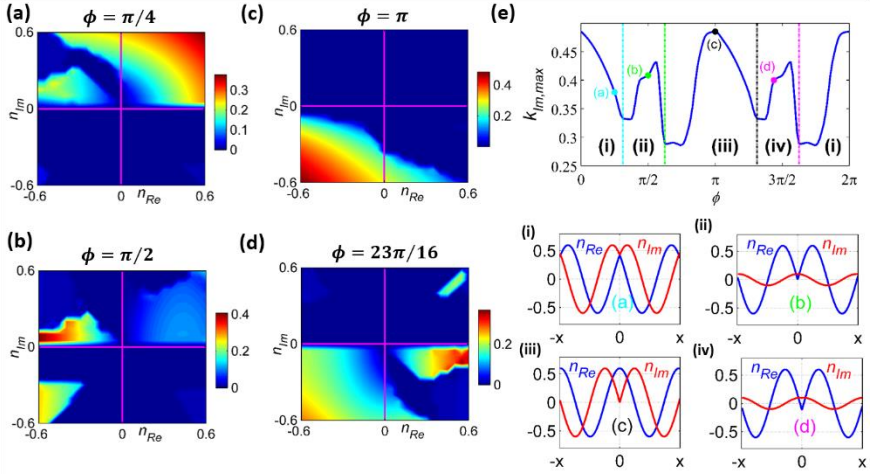 (a)
ϕ = π/4
0.6
n_Im
0
-0.6
-0.6
0
n_Re
0.6
0.3
0.2
0.1
0
(c)
ϕ = π
0.6
n_Im
0
-0.6
-0.6
0
n_Re
0.6
0.4
0.2
(e)
0.45
0.4
0.35
0.3
0.25
k_Im,max
(a)
(b)
(c)
(d)
(i)
(ii)
(iii)
(iv)
(i)
0
π/2
π
3π/2
2π
ϕ
(b)
ϕ = π/2
0.6
n_Im
0
-0.6
-0.6
0
n_Re
0.6
0.4
0.2
0
(d)
ϕ = 23π/16
0.6
n_Im
0
-0.6
-0.6
0
n_Re
0.6
0.2
0
(i)
n_Re
n_Im
0.5
0
-0.5
(a)
-x
0
x
(ii)
n_Re
n_Im
0.5
0
-0.5
(b)
-x
0
x
(iii)
n_Re
n_Im
0.5
0
-0.5
(c)
-x
0
x
(iv)
n_Re
n_Im
0.5
0
-0.5
(d)
-x
0
x